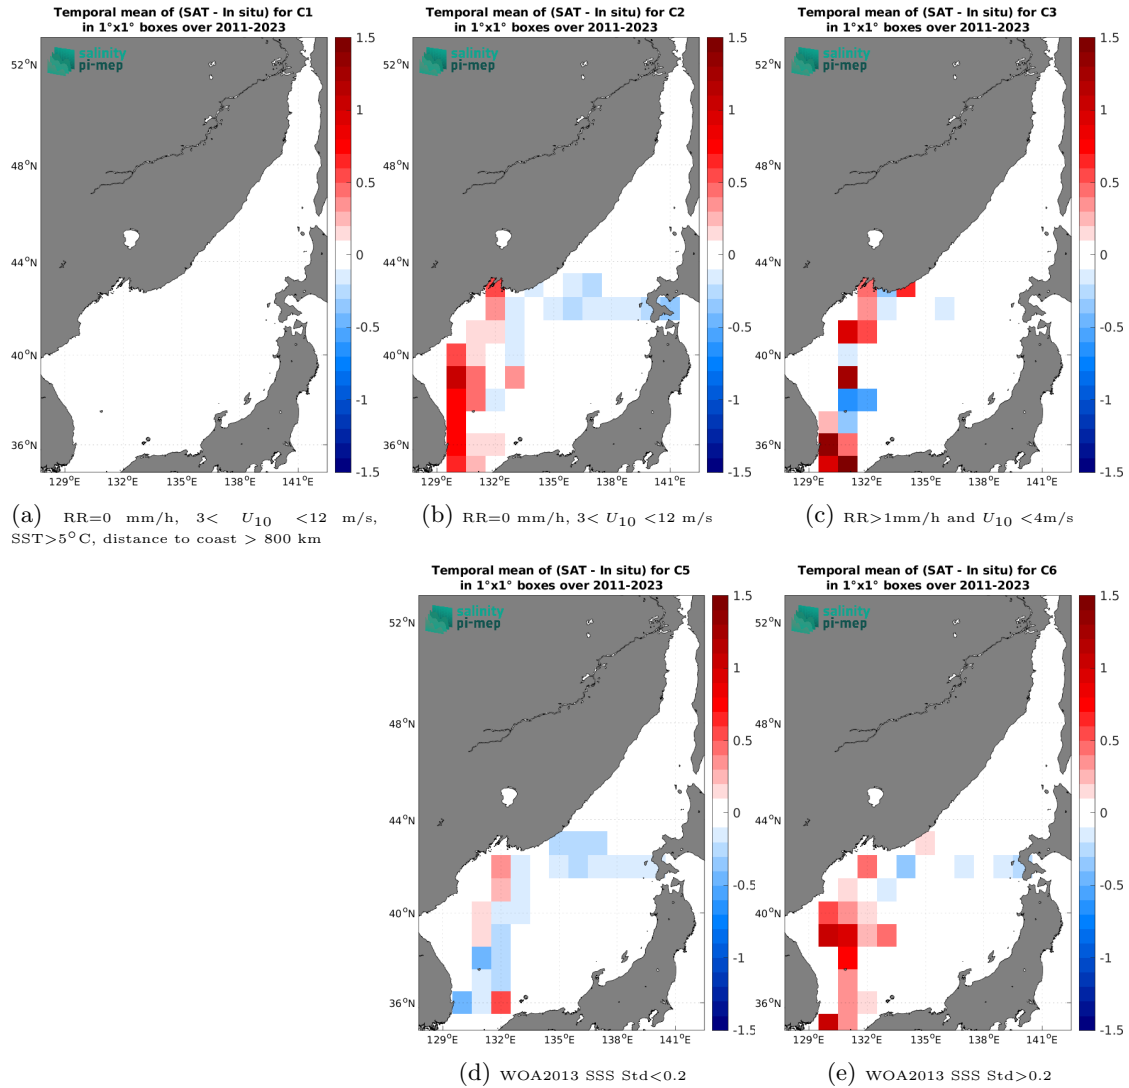 Temporal mean of (SAT - In situ) for C1
in 1°x1° boxes over 2011-2023
salinity
pi-mep
52°N
48°N
44°N
40°N
36°N
129°E 132°E 135°E 138°E 141°E
1.5
1
0.5
0
-0.5
-1
-1.5
(a) RR=0 mm/h, 3< U10 <12 m/s,
SST>5°C, distance to coast > 800 km
Temporal mean of (SAT - In situ) for C2
in 1°x1° boxes over 2011-2023
salinity
pi-mep
52°N
48°N
44°N
40°N
36°N
129°E 132°E 135°E 138°E 141°E
1.5
1
0.5
0
-0.5
-1
-1.5
(b) RR=0 mm/h, 3< U10 <12 m/s
Temporal mean of (SAT - In situ) for C3
in 1°x1° boxes over 2011-2023
salinity
pi-mep
52°N
48°N
44°N
40°N
36°N
129°E 132°E 135°E 138°E 141°E
1.5
1
0.5
0
-0.5
-1
-1.5
(c) RR>1mm/h and U10 <4m/s
Temporal mean of (SAT - In situ) for C5
in 1°x1° boxes over 2011-2023
salinity
pi-mep
52°N
48°N
44°N
40°N
36°N
129°E 132°E 135°E 138°E 141°E
1.5
1
0.5
0
-0.5
-1
-1.5
(d) WOA2013 SSS Std<0.2
Temporal mean of (SAT - In situ) for C6
in 1°x1° boxes over 2011-2023
salinity
pi-mep
52°N
48°N
44°N
40°N
36°N
129°E 132°E 135°E 138°E 141°E
1.5
1
0.5
0
-0.5
-1
-1.5
(e) WOA2013 SSS Std>0.2